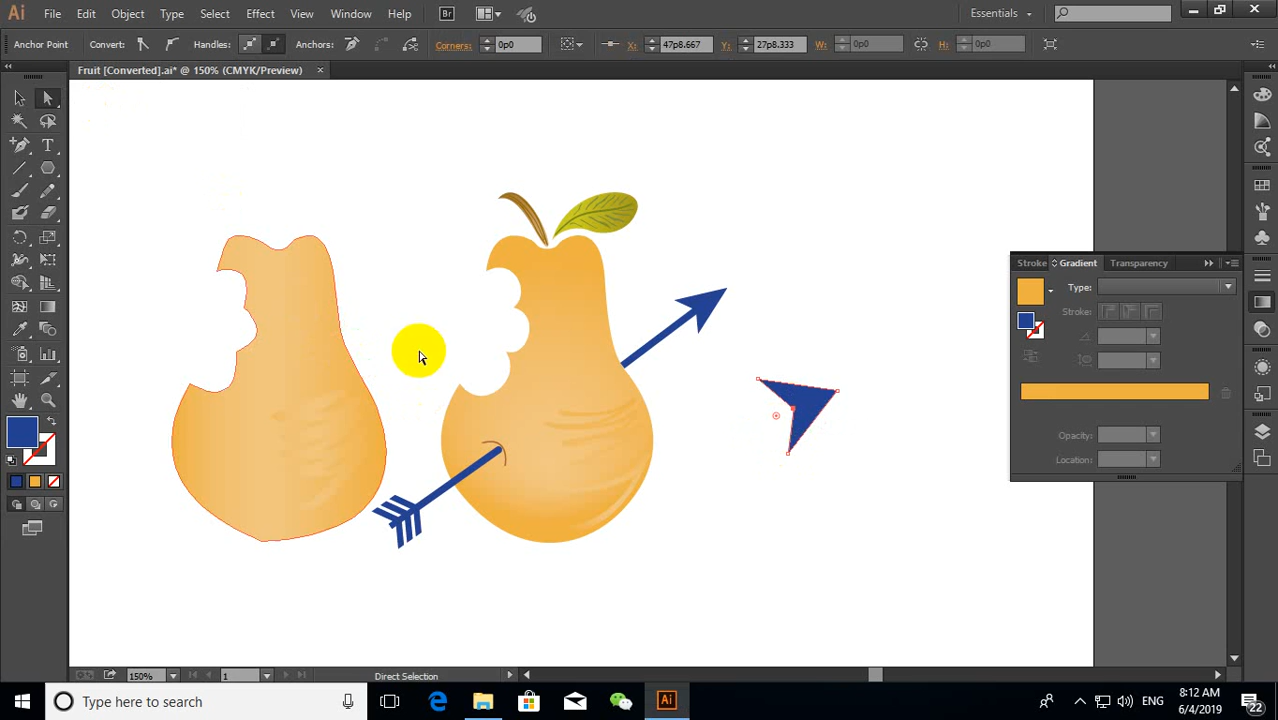 Ai File Edit Object Type Select Effect View Window Help Br Essentials
Anchor Point Convert: Handles: Anchors: Corners: 0p0 X: 47p8.667 Y: 27p8.333 W: 0p0 H: 0p0
Fruit [Converted].ai* @ 150% (CMYK/Preview)
Stroke Gradient Transparency
Type:
Stroke:
Opacity:
Location:
150% 1 Direct Selection
Type here to search Ai ENG 8:12 AM
6/4/2019 22